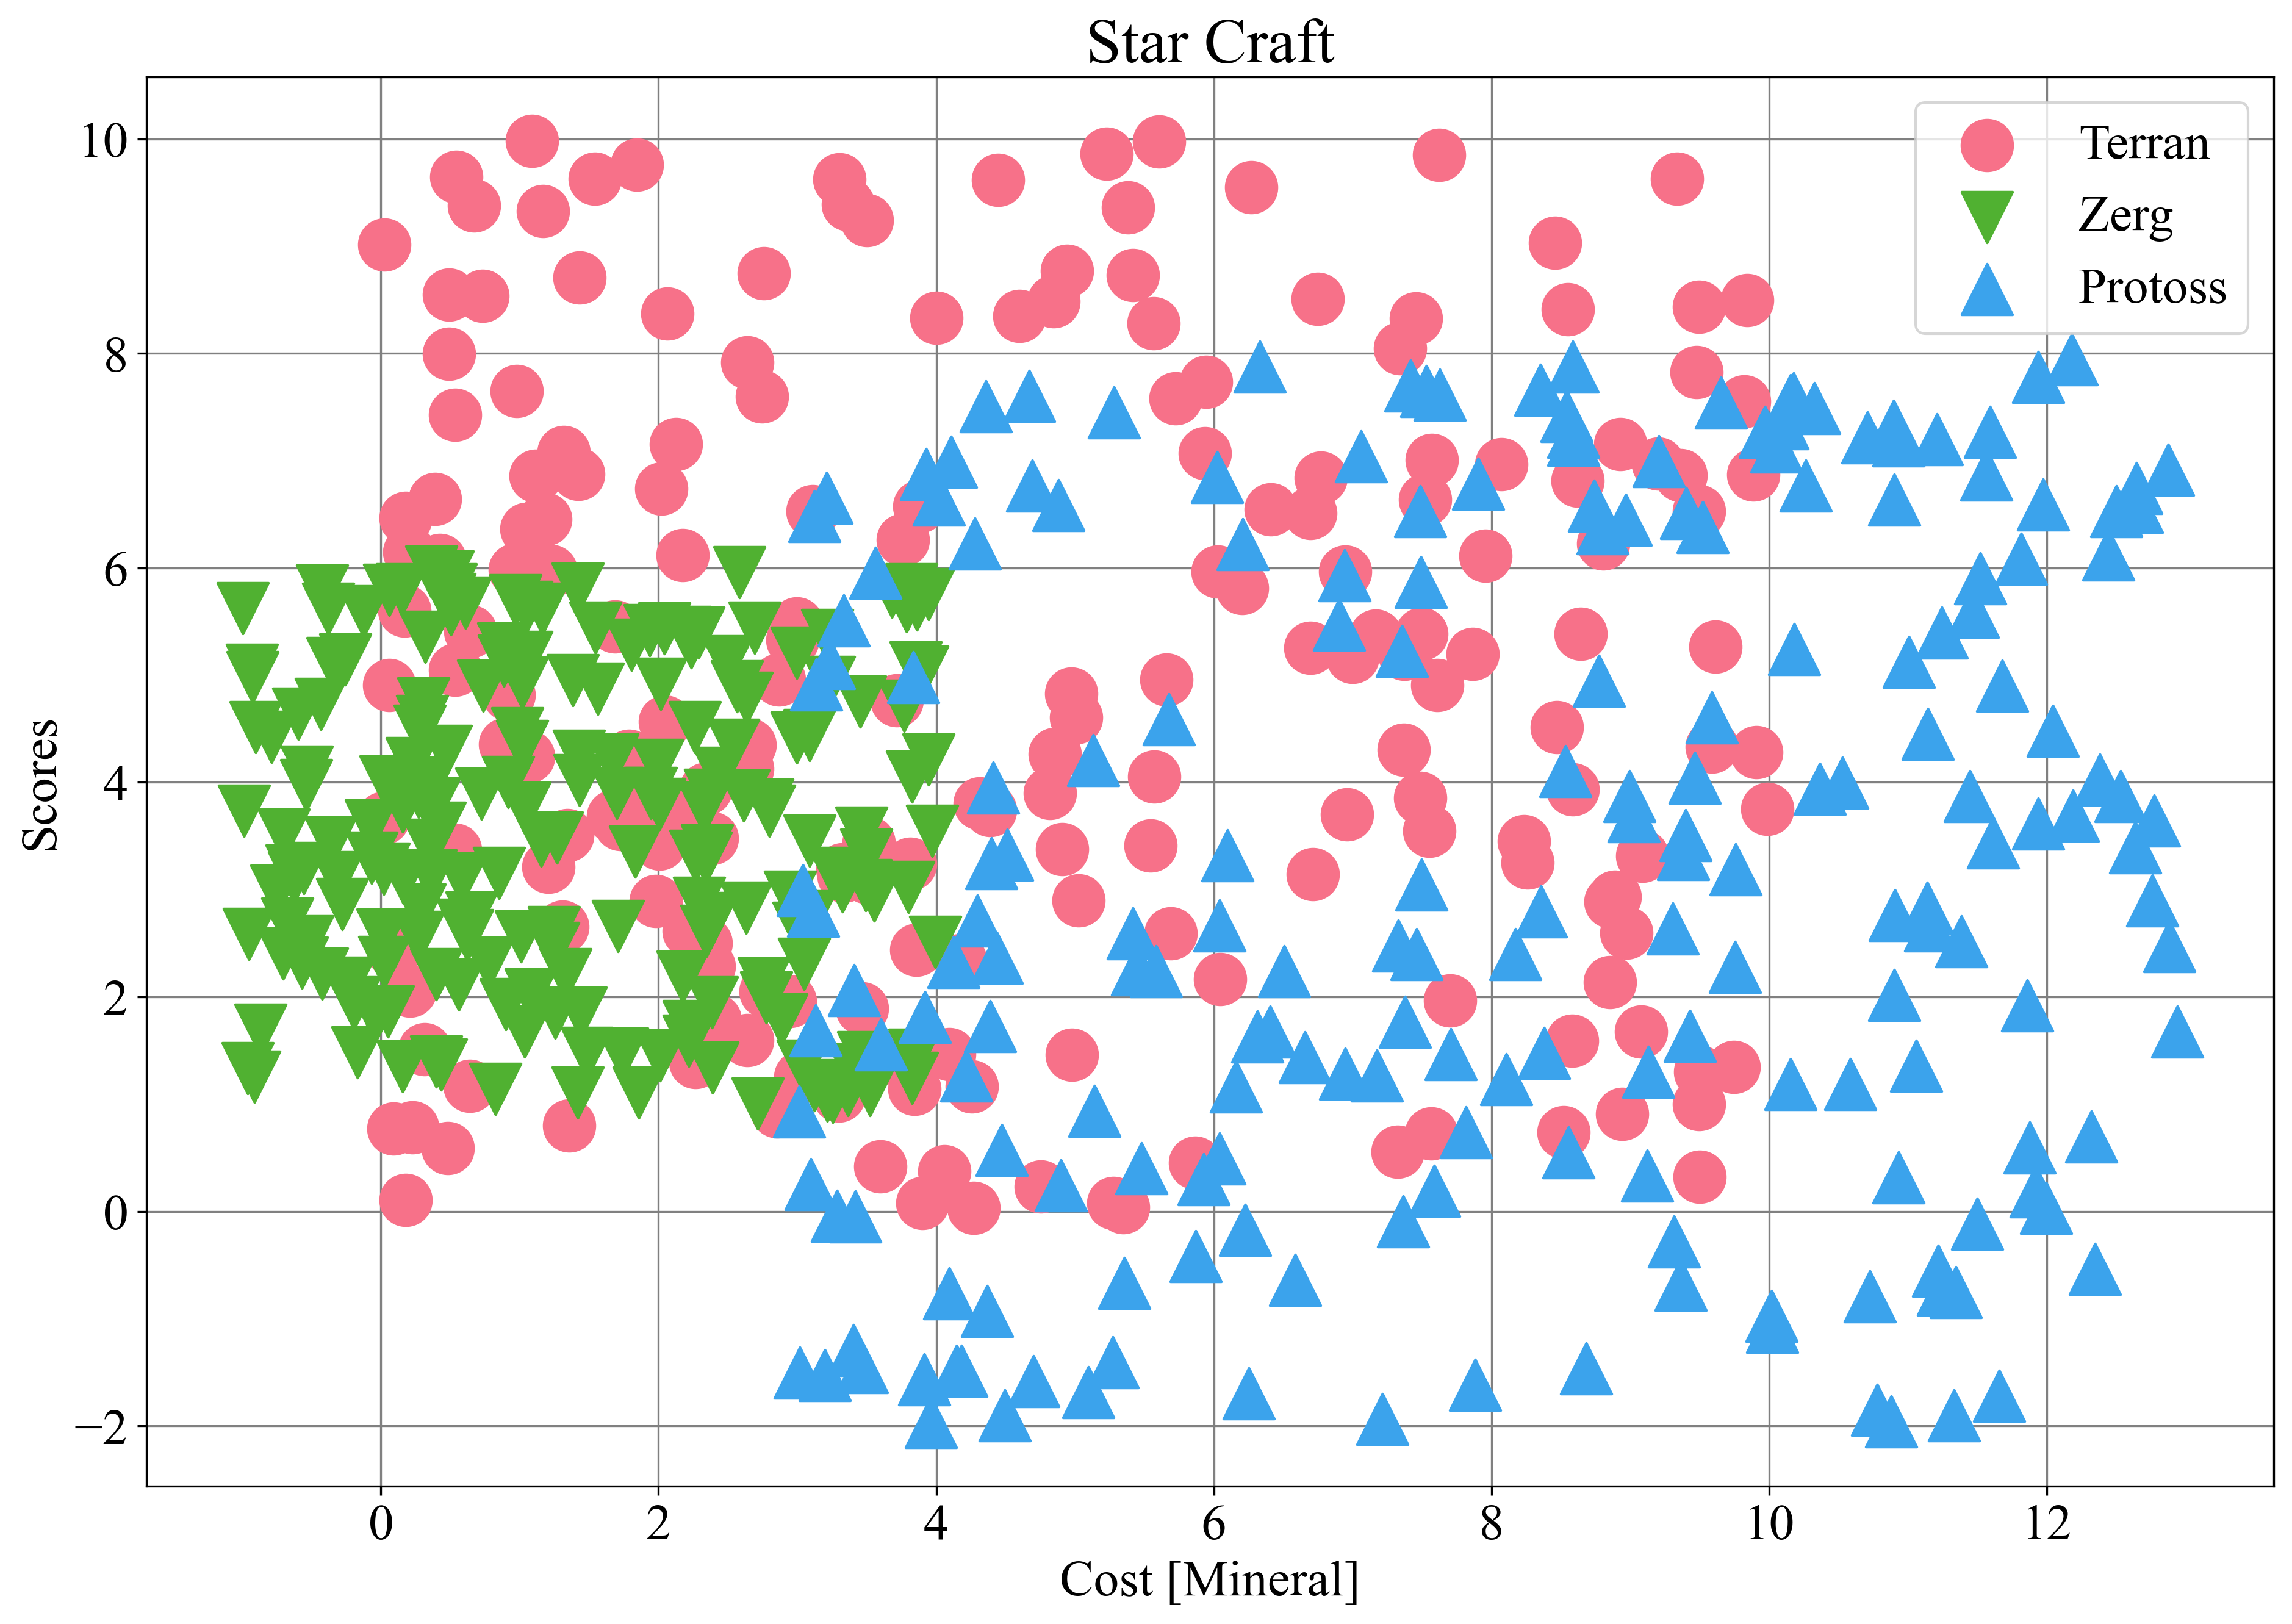 Star Craft
Terran
Zerg
Protoss
10
8
6
4
2
0
−2
Scores
0 2 4 6 8 10 12
Cost [Mineral]